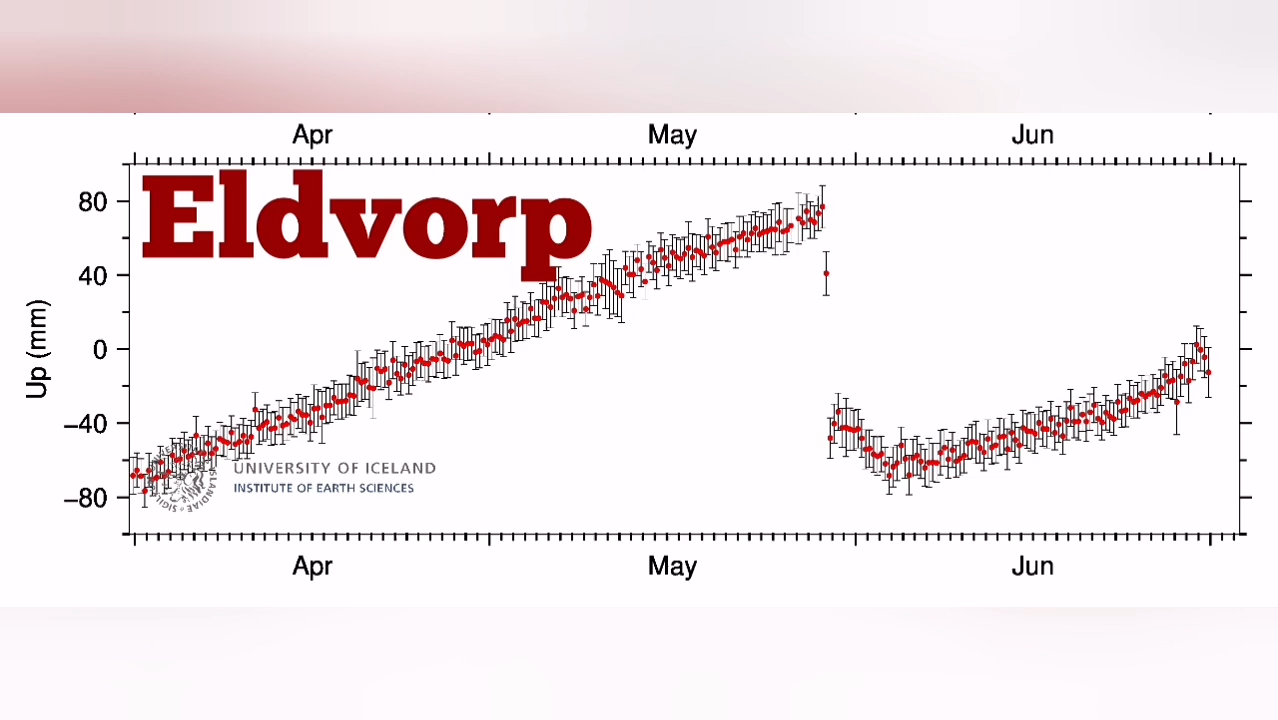 Apr May Jun
Eldvorp
80
40
0
−40
−80
Up (mm)
UNIVERSITY OF ICELAND
INSTITUTE OF EARTH SCIENCES
Apr May Jun